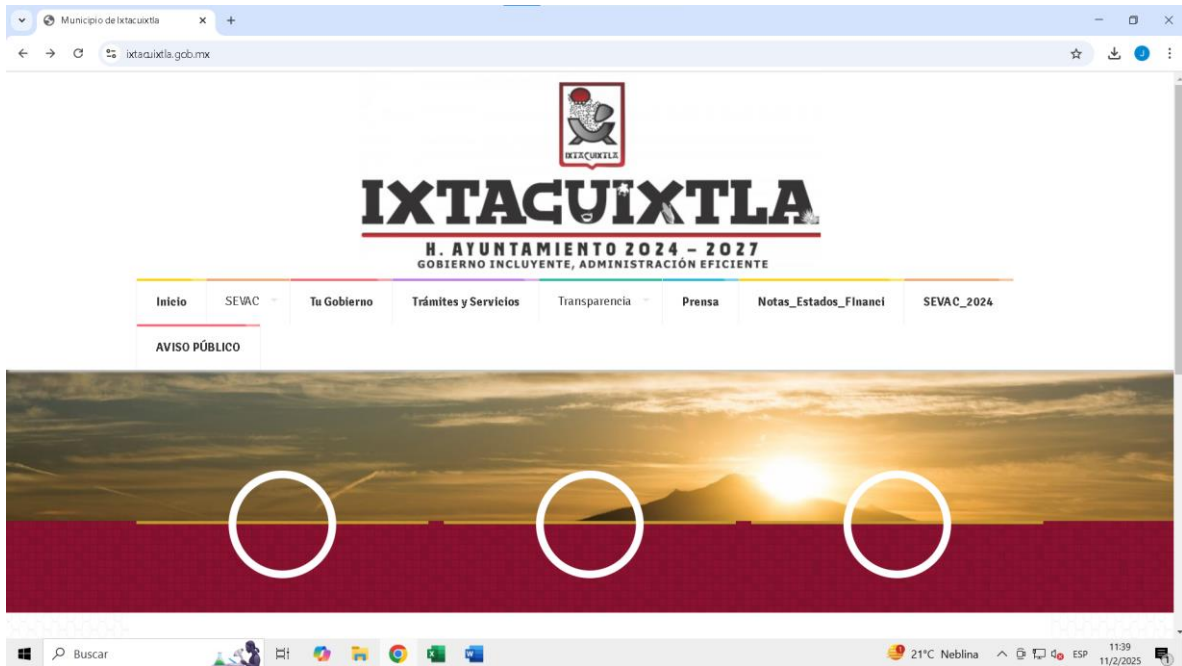 Municipio de Ixtacuixtla
ixtacuixtla.gob.mx
J
IXTACUIXTLA
IXTACUIXTLA
H. AYUNTAMIENTO 2024 – 2027
GOBIERNO INCLUYENTE, ADMINISTRACIÓN EFICIENTE
Inicio SEVAC Tu Gobierno Trámites y Servicios Transparencia Prensa Notas_Estados_FInanci SEVAC_2024
AVISO PÚBLICO
Buscar 21°C Neblina ESP 11:39
11/2/2025 1